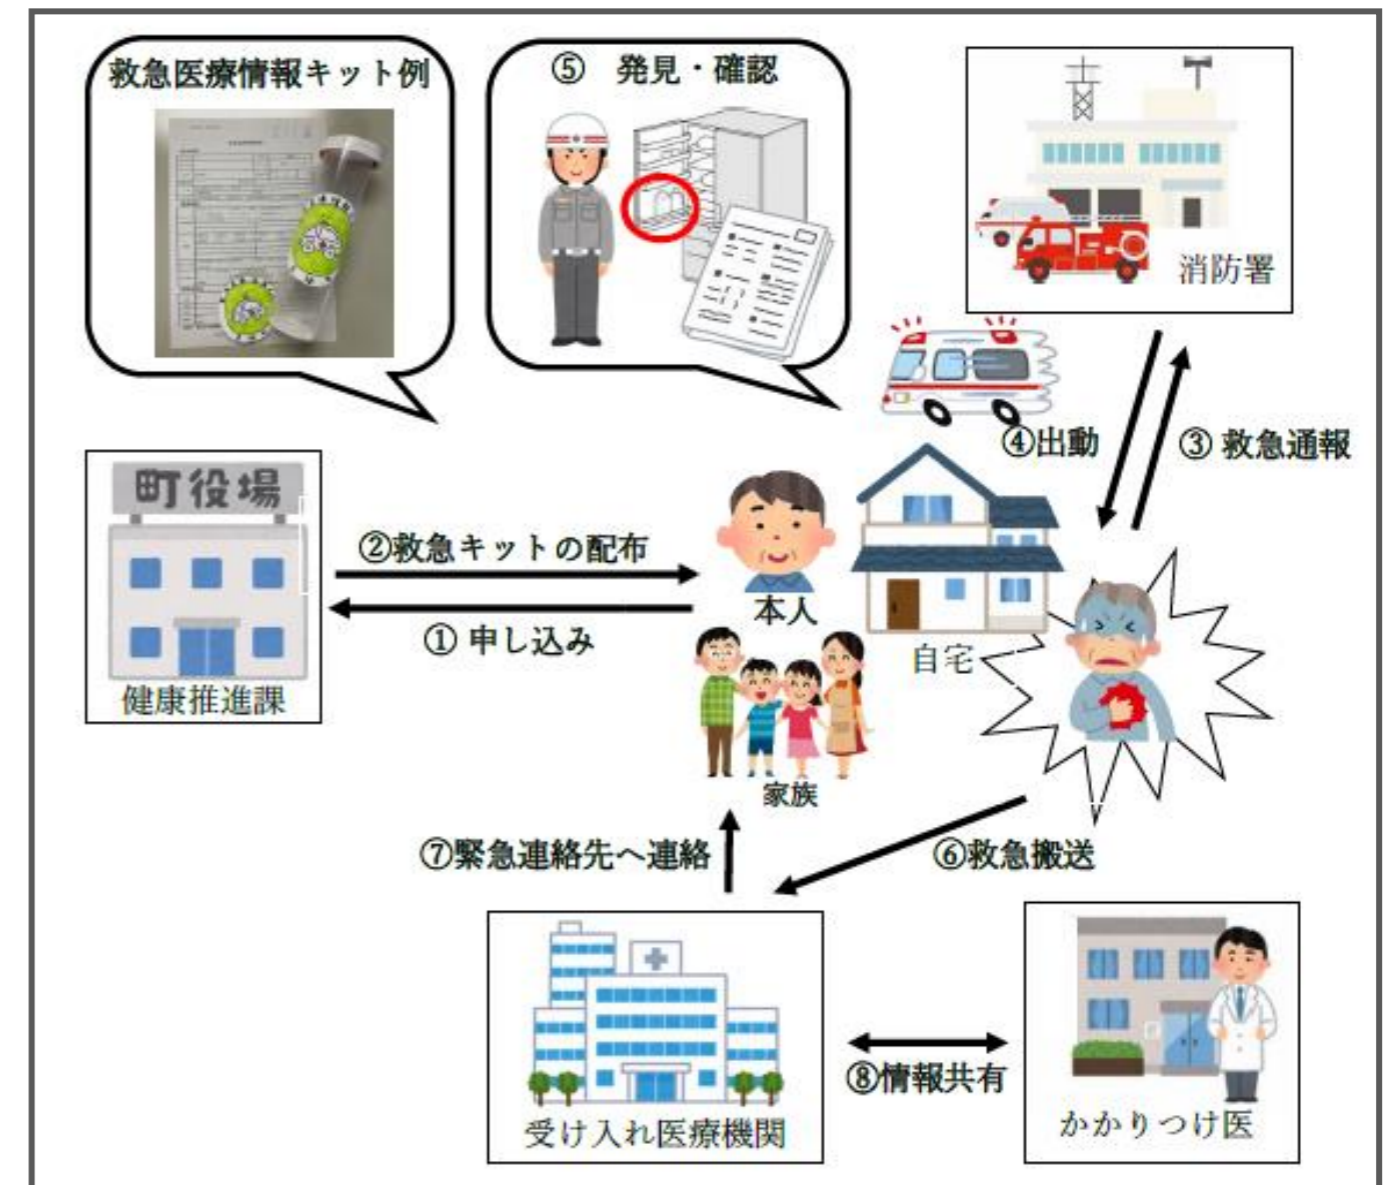 救急医療情報キット例
⑤ 発見・確認
消防署
④出動
③ 救急通報
町役場
②救急キットの配布
① 申し込み
健康推進課
本人
自宅
家族
⑦緊急連絡先へ連絡
⑥救急搬送
⑧情報共有
受け入れ医療機関
かかりつけ医